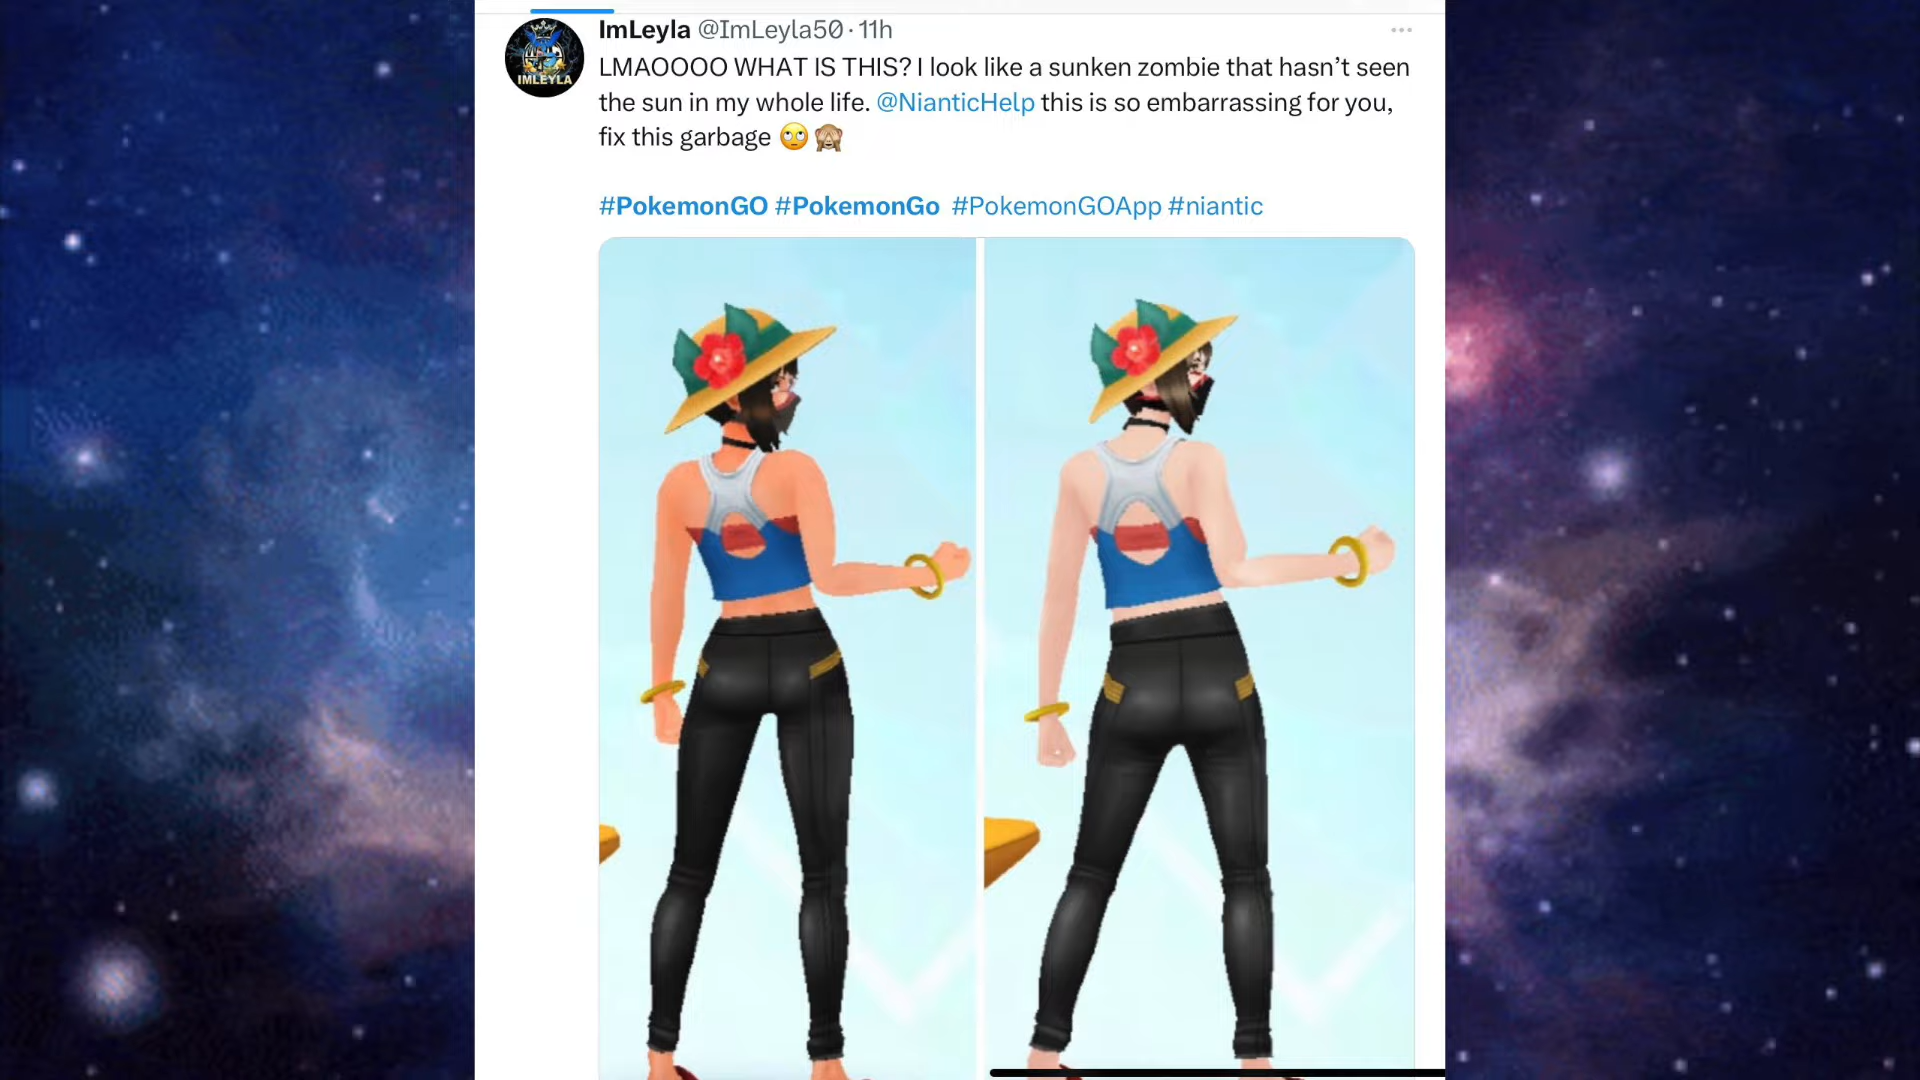 ImLeyla @ImLeyla50 · 11h
LMAOOOO WHAT IS THIS? I look like a sunken zombie that hasn’t seen
the sun in my whole life. @NianticHelp this is so embarrassing for you,
fix this garbage 🙄🙈
#PokemonGO #PokemonGo #PokemonGOApp #niantic
IMLEYLA